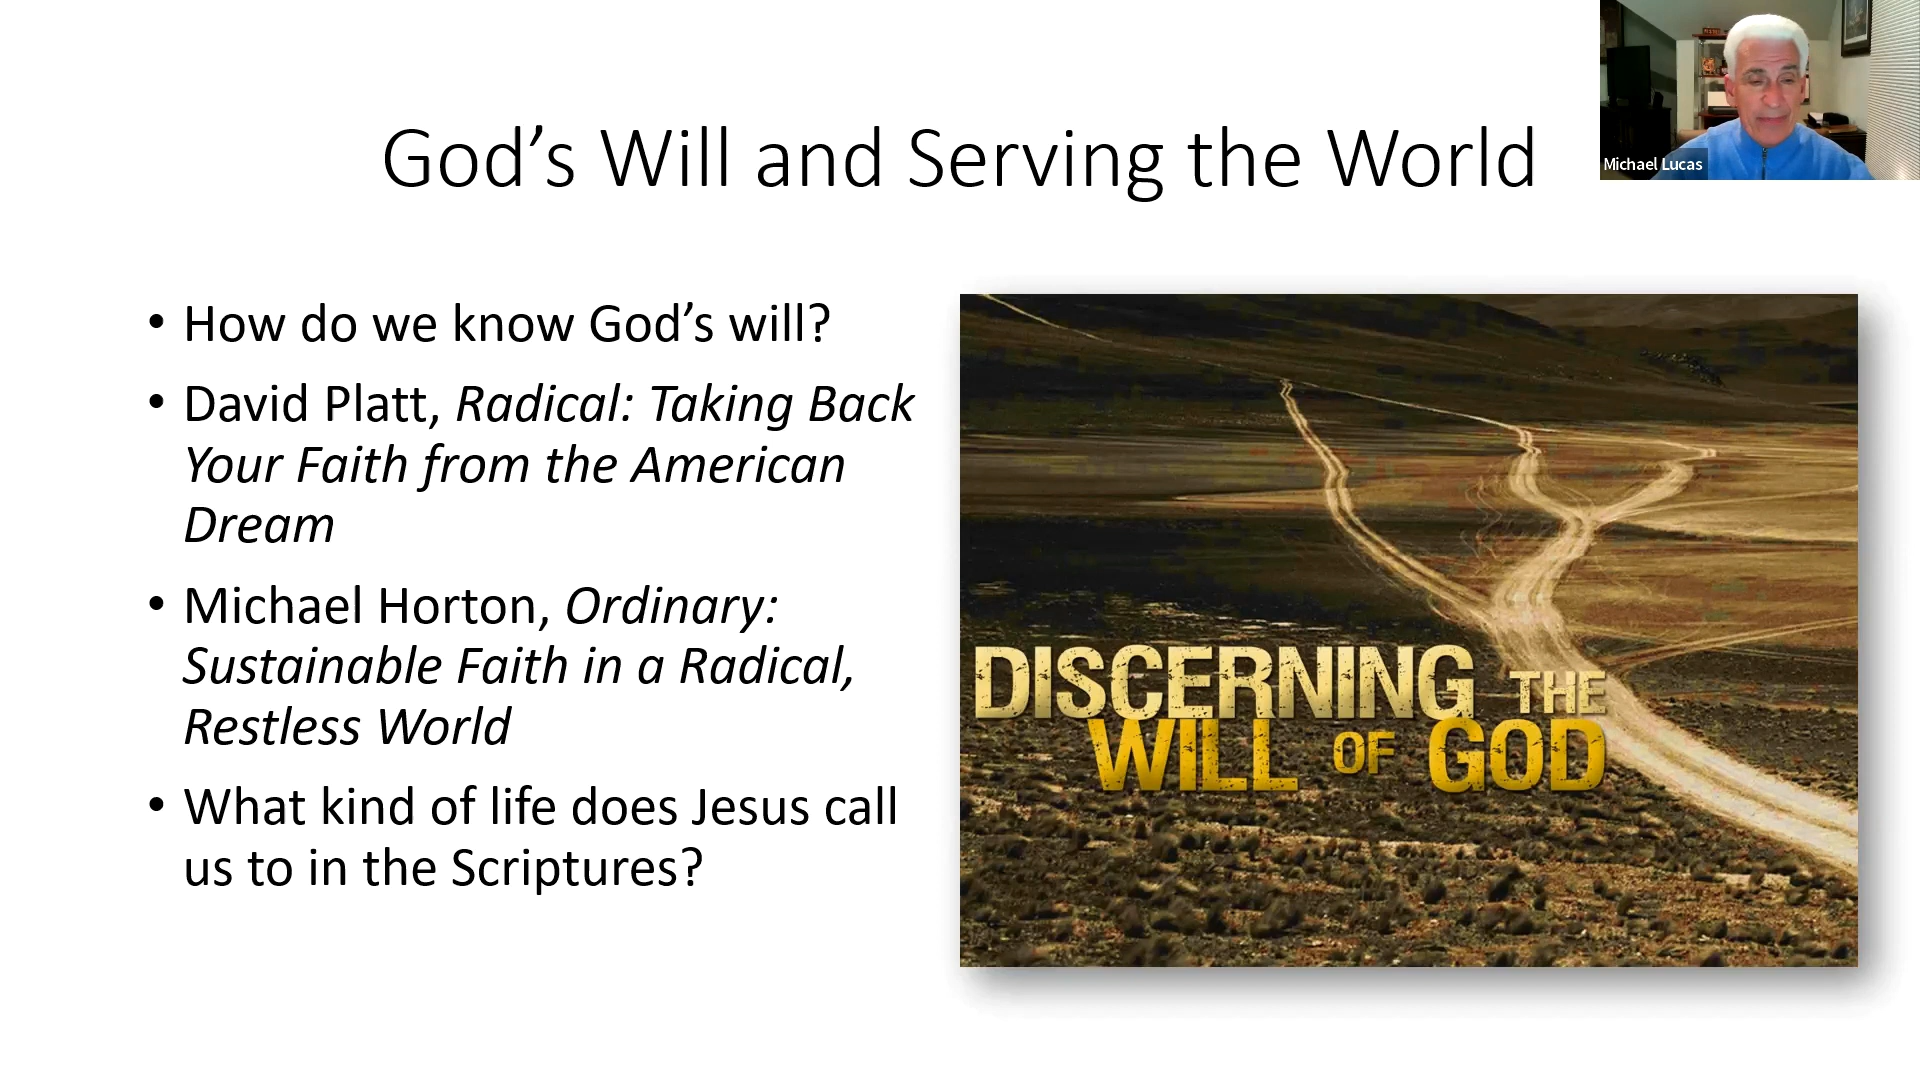 God’s Will and Serving the World
Michael Lucas
• How do we know God’s will?
• David Platt, Radical: Taking Back
Your Faith from the American
Dream
• Michael Horton, Ordinary:
Sustainable Faith in a Radical,
Restless World
• What kind of life does Jesus call
us to in the Scriptures?
DISCERNING THE
WILL OF GOD